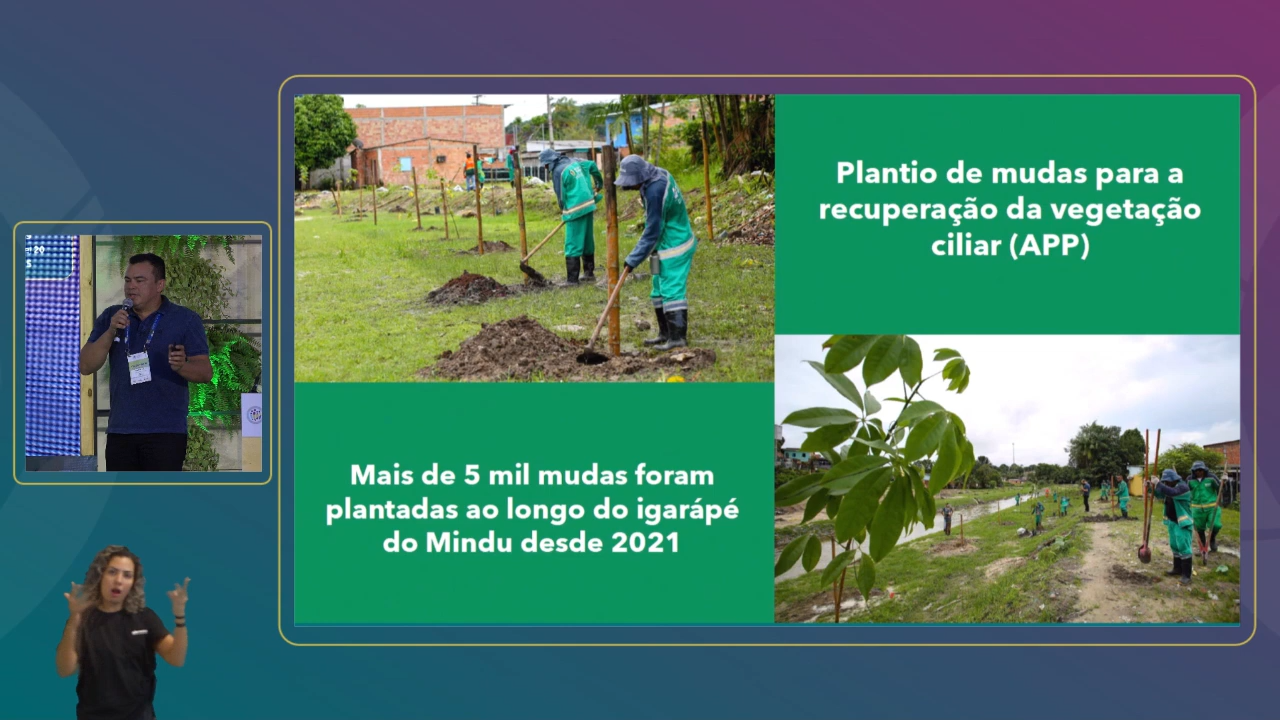 Plantio de mudas para a
recuperação da vegetação
ciliar (APP)
Mais de 5 mil mudas foram
plantadas ao longo do igarápé
do Mindu desde 2021